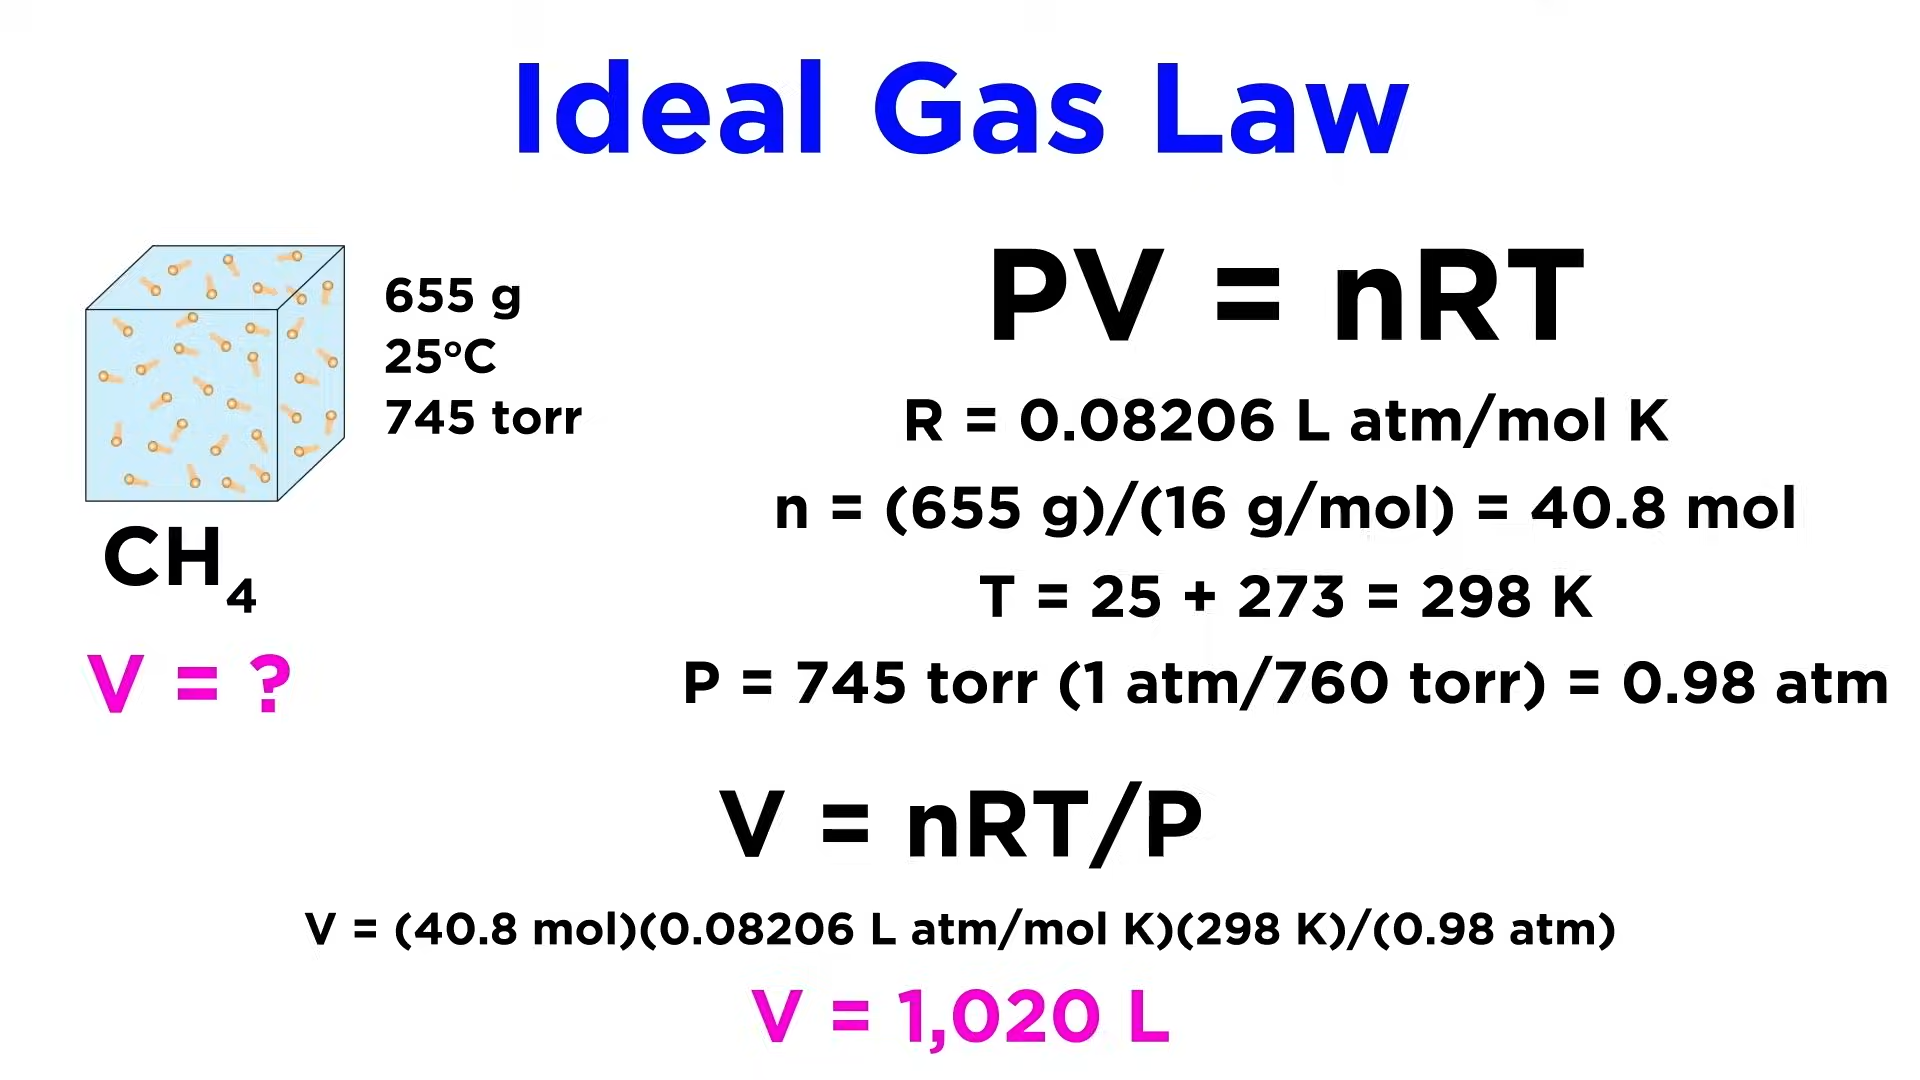 Ideal Gas Law
655 g
25°C
745 torr
CH₄
V = ?
PV = nRT
R = 0.08206 L atm/mol K
n = (655 g)/(16 g/mol) = 40.8 mol
T = 25 + 273 = 298 K
P = 745 torr (1 atm/760 torr) = 0.98 atm
V = nRT/P
V = (40.8 mol)(0.08206 L atm/mol K)(298 K)/(0.98 atm)
V = 1,020 L